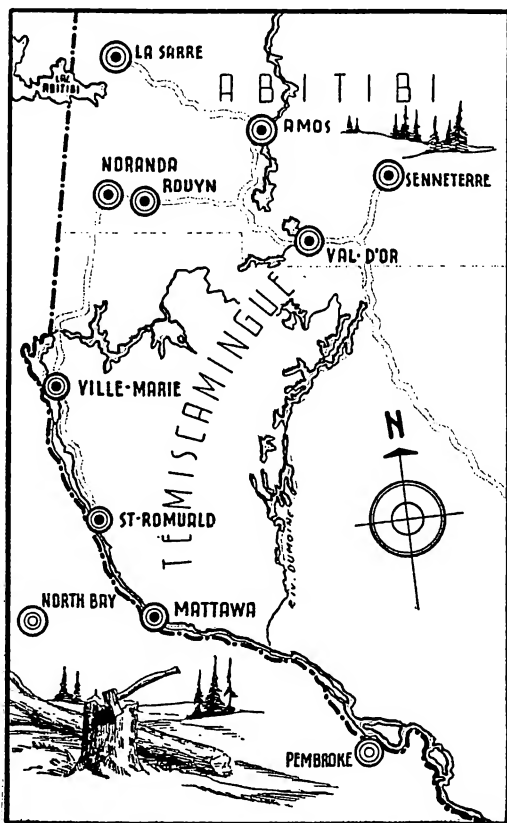 LA SARRE
LAC
ABITIBI
ABITIBI
AMOS
NORANDA
ROUYN
SENNETERRE
VAL-D'OR
TÉMISCAMINGUE
VILLE-MARIE
N
RIV. DUMOINE
ST-ROMUALD
NORTH BAY
MATTAWA
PEMBROKE